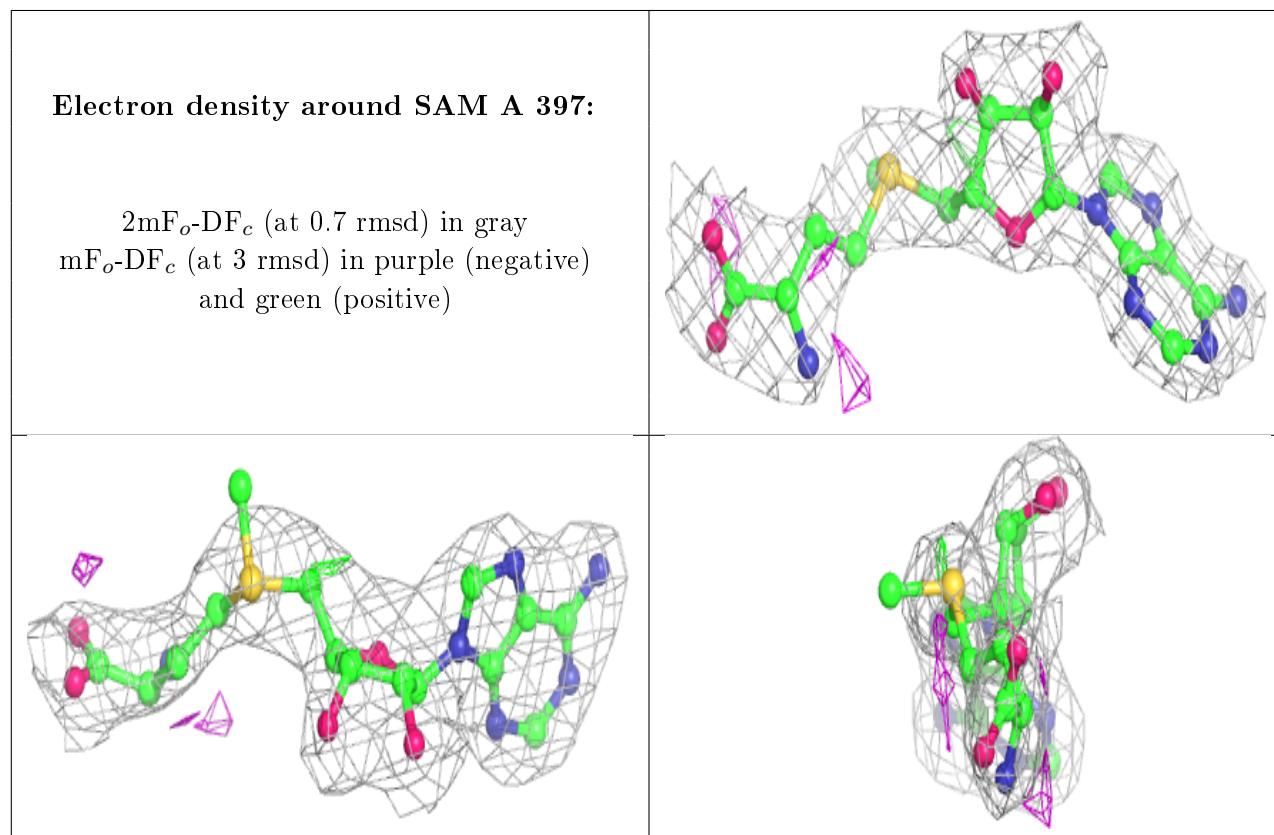 Electron density around SAM A 397:
2mFo-DFc (at 0.7 rmsd) in gray
mFo-DFc (at 3 rmsd) in purple (negative)
and green (positive)